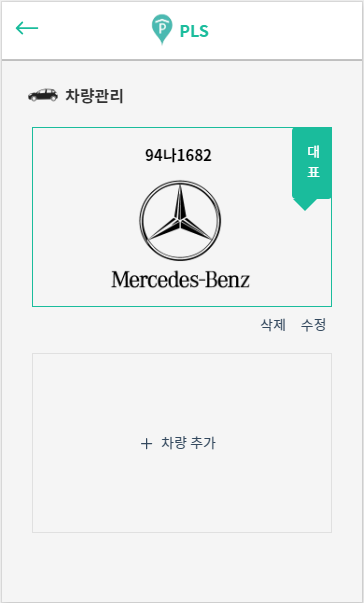 PLS
차량관리
94나1682
대
표
Mercedes-Benz
삭제 수정
+ 차량 추가